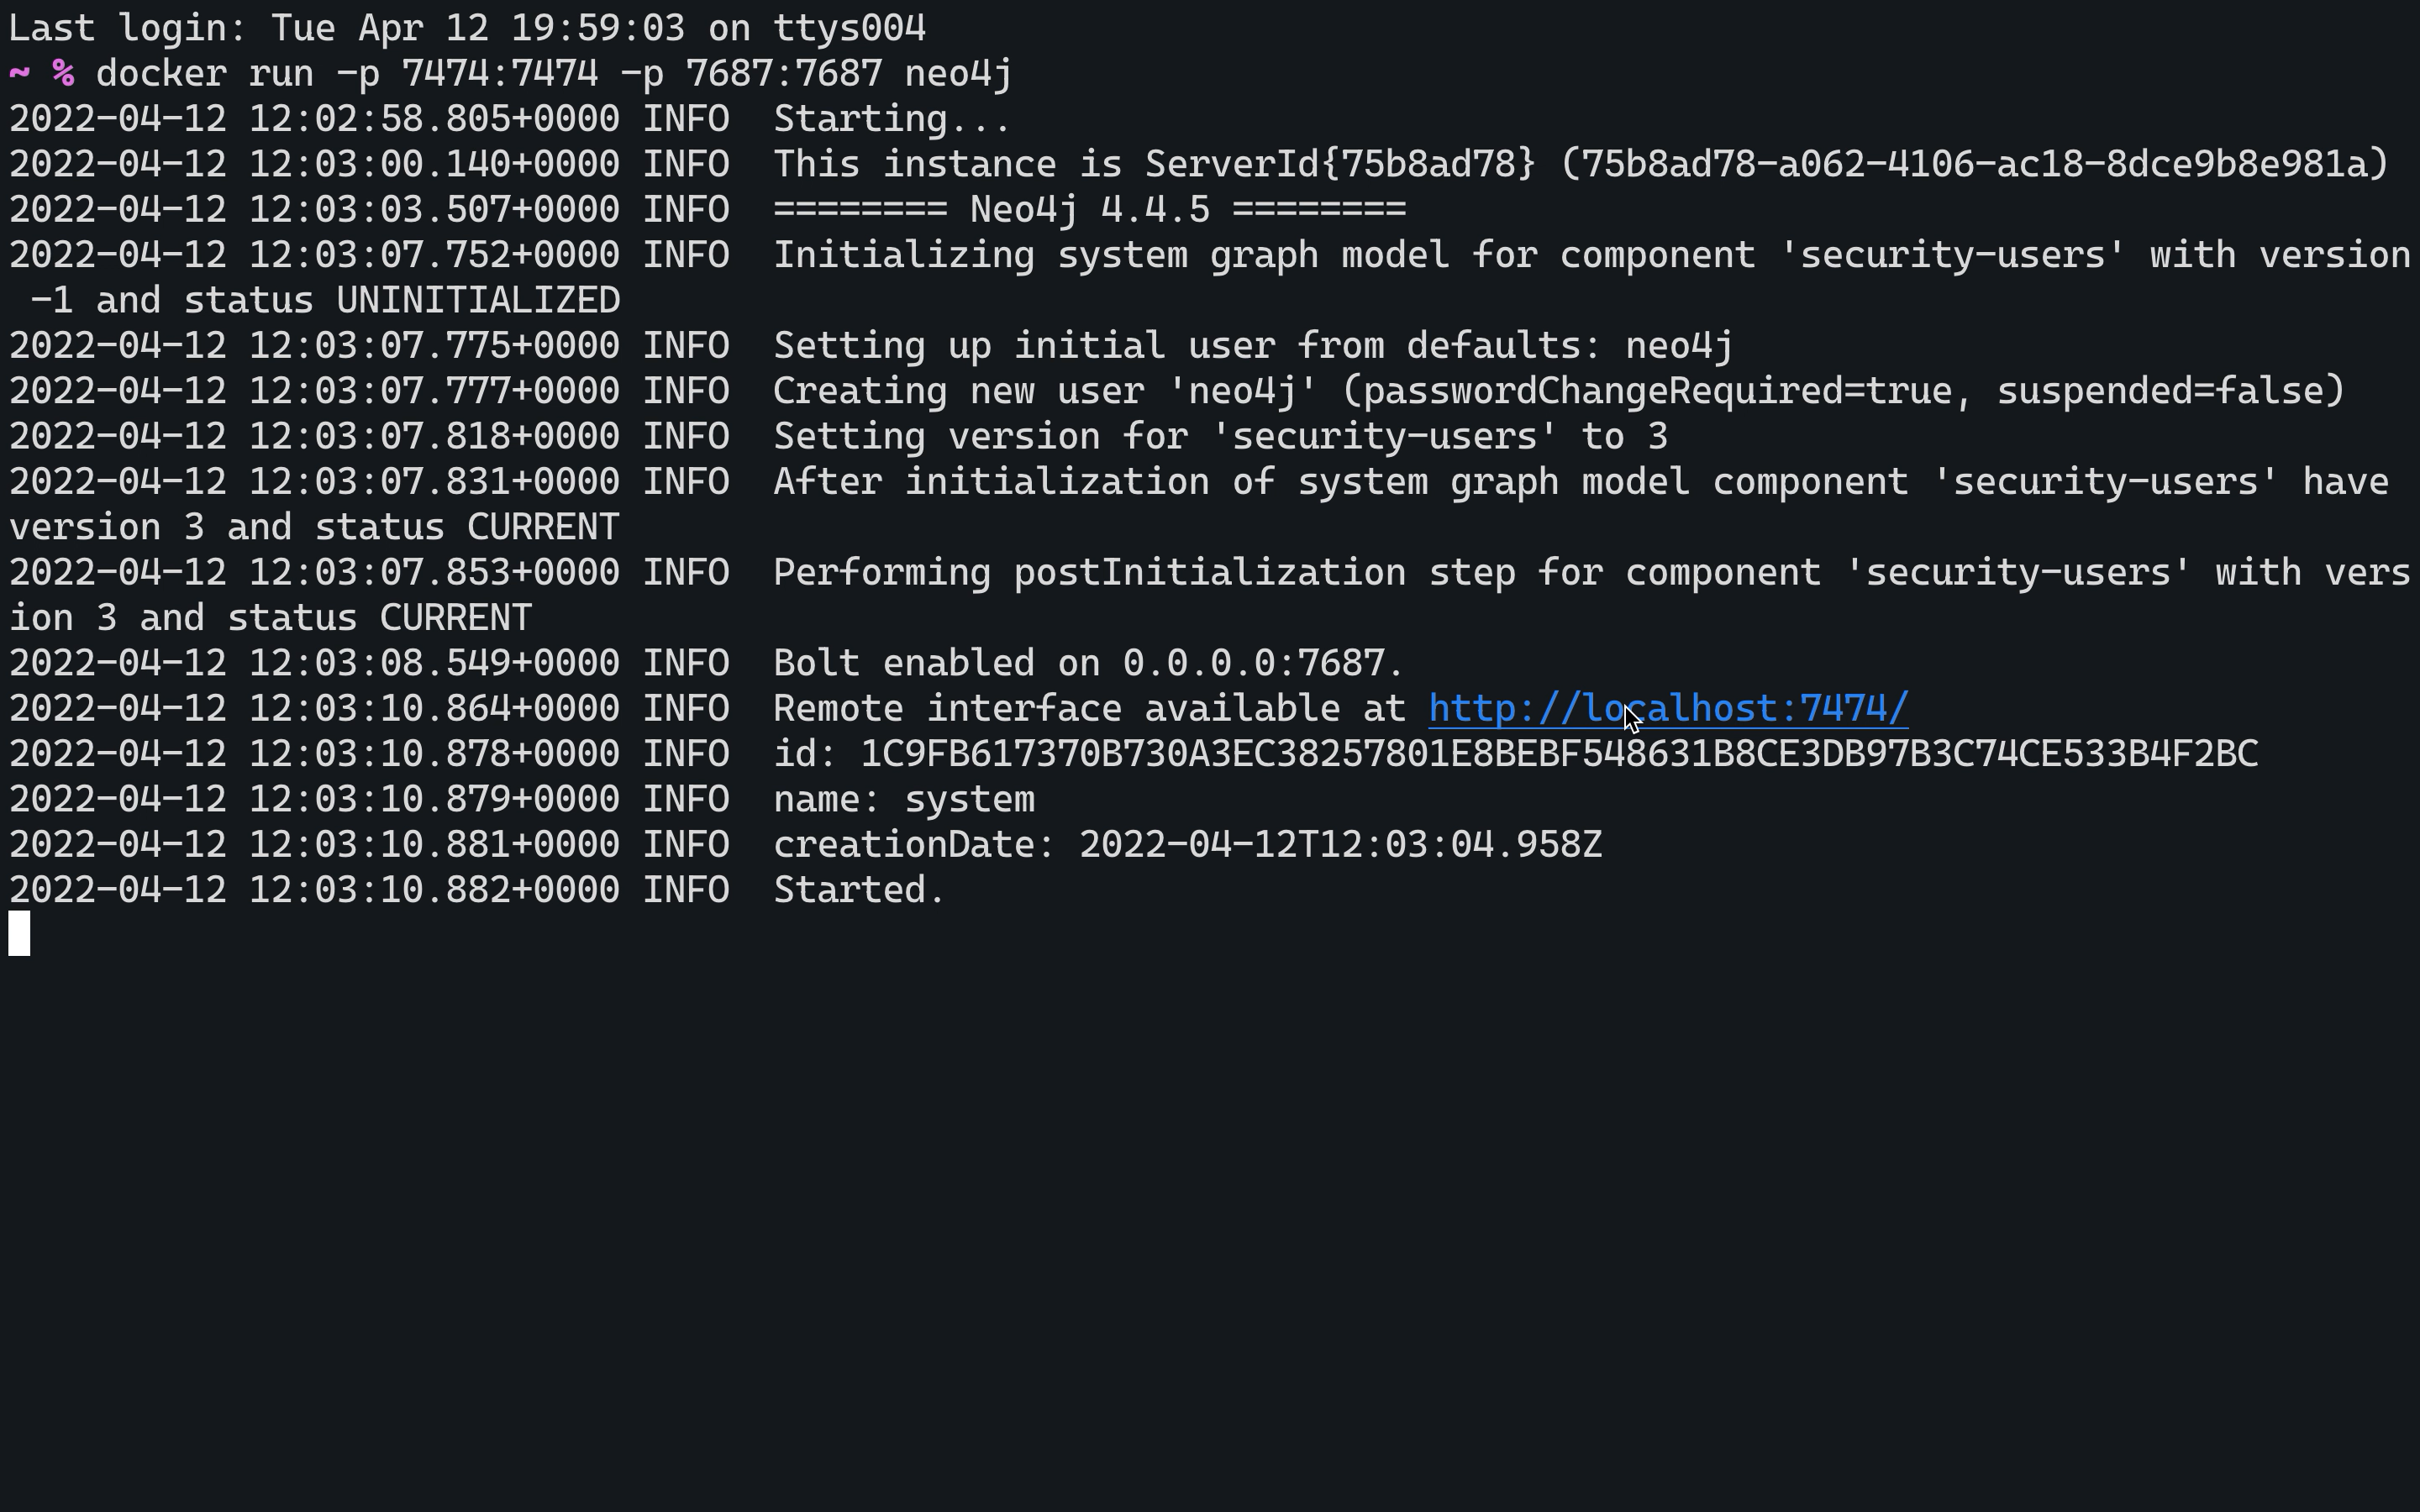 Last login: Tue Apr 12 19:59:03 on ttys004
~ % docker run -p 7474:7474 -p 7687:7687 neo4j
2022-04-12 12:02:58.805+0000 INFO  Starting...
2022-04-12 12:03:00.140+0000 INFO  This instance is ServerId{75b8ad78} (75b8ad78-a062-4106-ac18-8dce9b8e981a)
2022-04-12 12:03:03.507+0000 INFO  ======== Neo4j 4.4.5 ========
2022-04-12 12:03:07.752+0000 INFO  Initializing system graph model for component 'security-users' with version
 -1 and status UNINITIALIZED
2022-04-12 12:03:07.775+0000 INFO  Setting up initial user from defaults: neo4j
2022-04-12 12:03:07.777+0000 INFO  Creating new user 'neo4j' (passwordChangeRequired=true, suspended=false)
2022-04-12 12:03:07.818+0000 INFO  Setting version for 'security-users' to 3
2022-04-12 12:03:07.831+0000 INFO  After initialization of system graph model component 'security-users' have
version 3 and status CURRENT
2022-04-12 12:03:07.853+0000 INFO  Performing postInitialization step for component 'security-users' with vers
ion 3 and status CURRENT
2022-04-12 12:03:08.549+0000 INFO  Bolt enabled on 0.0.0.0:7687.
2022-04-12 12:03:10.864+0000 INFO  Remote interface available at http://localhost:7474/
2022-04-12 12:03:10.878+0000 INFO  id: 1C9FB617370B730A3EC38257801E8BEBF548631B8CE3DB97B3C74CE533B4F2BC
2022-04-12 12:03:10.879+0000 INFO  name: system
2022-04-12 12:03:10.881+0000 INFO  creationDate: 2022-04-12T12:03:04.958Z
2022-04-12 12:03:10.882+0000 INFO  Started.